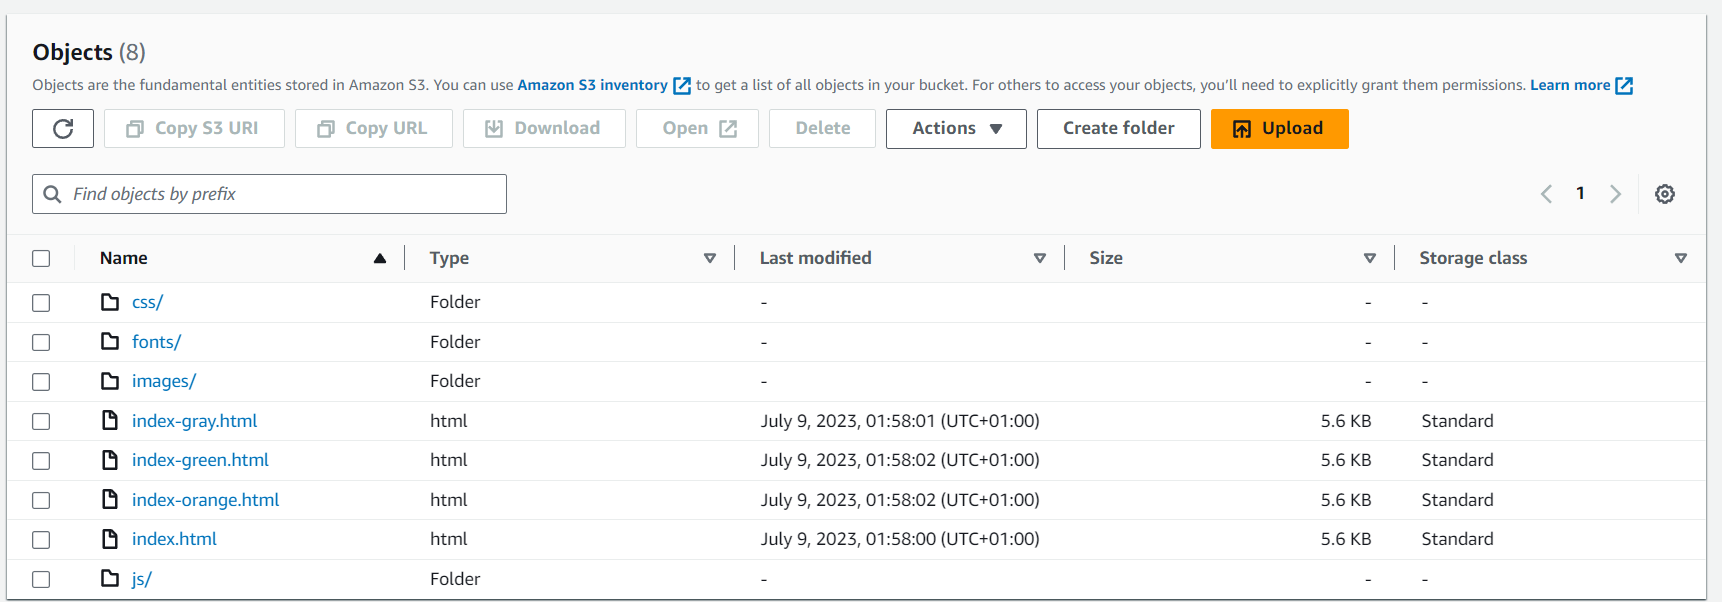 Objects (8)
Objects are the fundamental entities stored in Amazon S3. You can use Amazon S3 inventory to get a list of all objects in your bucket. For others to access your objects, you’ll need to explicitly grant them permissions. Learn more
Copy S3 URI Copy URL Download Open Delete Actions Create folder Upload
Find objects by prefix 1
Name Type Last modified Size Storage class
css/ Folder - - -
fonts/ Folder - - -
images/ Folder - - -
index-gray.html html July 9, 2023, 01:58:01 (UTC+01:00) 5.6 KB Standard
index-green.html html July 9, 2023, 01:58:02 (UTC+01:00) 5.6 KB Standard
index-orange.html html July 9, 2023, 01:58:02 (UTC+01:00) 5.6 KB Standard
index.html html July 9, 2023, 01:58:00 (UTC+01:00) 5.6 KB Standard
js/ Folder - - -